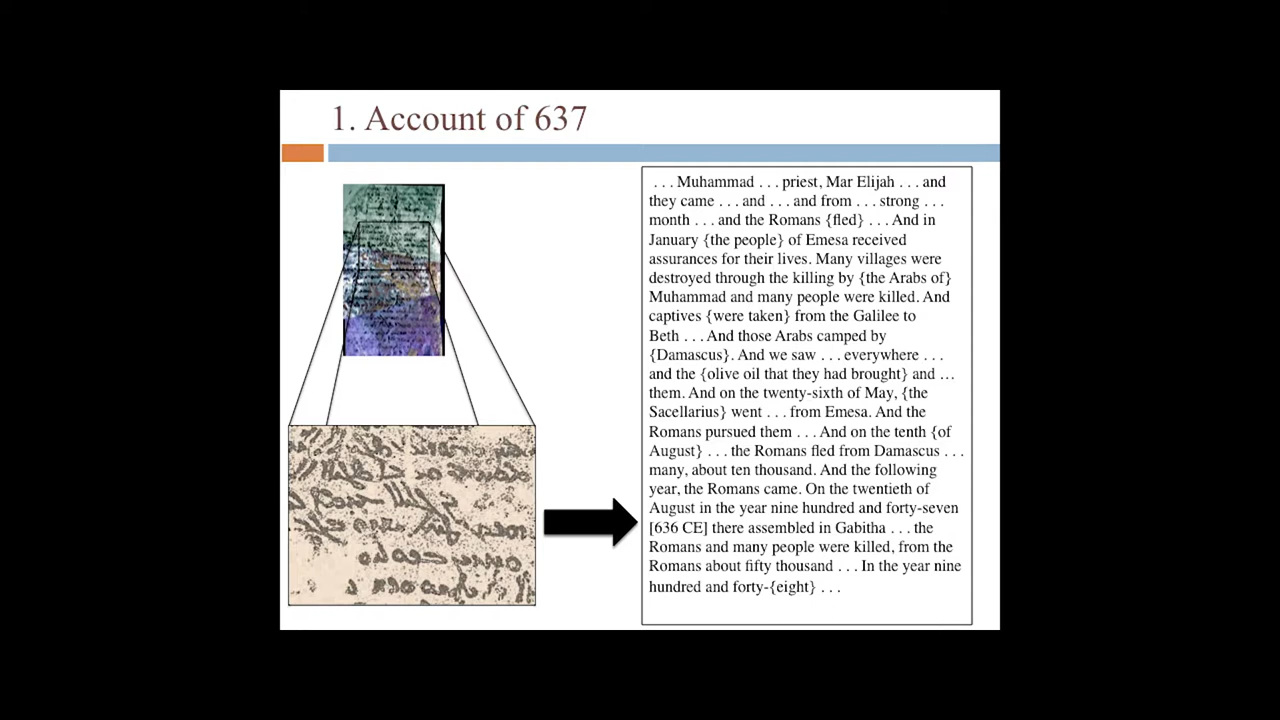 1. Account of 637
. . . Muhammad . . . priest, Mar Elijah . . . and
they came . . . and . . . and from . . . strong . . .
month . . . and the Romans {fled} . . . And in
January {the people} of Emesa received
assurances for their lives. Many villages were
destroyed through the killing by {the Arabs of}
Muhammad and many people were killed. And
captives {were taken} from the Galilee to
Beth . . . And those Arabs camped by
{Damascus}. And we saw . . . everywhere . . .
and the {olive oil that they had brought} and …
them. And on the twenty-sixth of May, {the
Sacellarius} went . . . from Emesa. And the
Romans pursued them . . . And on the tenth {of
August} . . . the Romans fled from Damascus . . .
many, about ten thousand. And the following
year, the Romans came. On the twentieth of
August in the year nine hundred and forty-seven
[636 CE] there assembled in Gabitha . . . the
Romans and many people were killed, from the
Romans about fifty thousand . . . In the year nine
hundred and forty-{eight} . . .